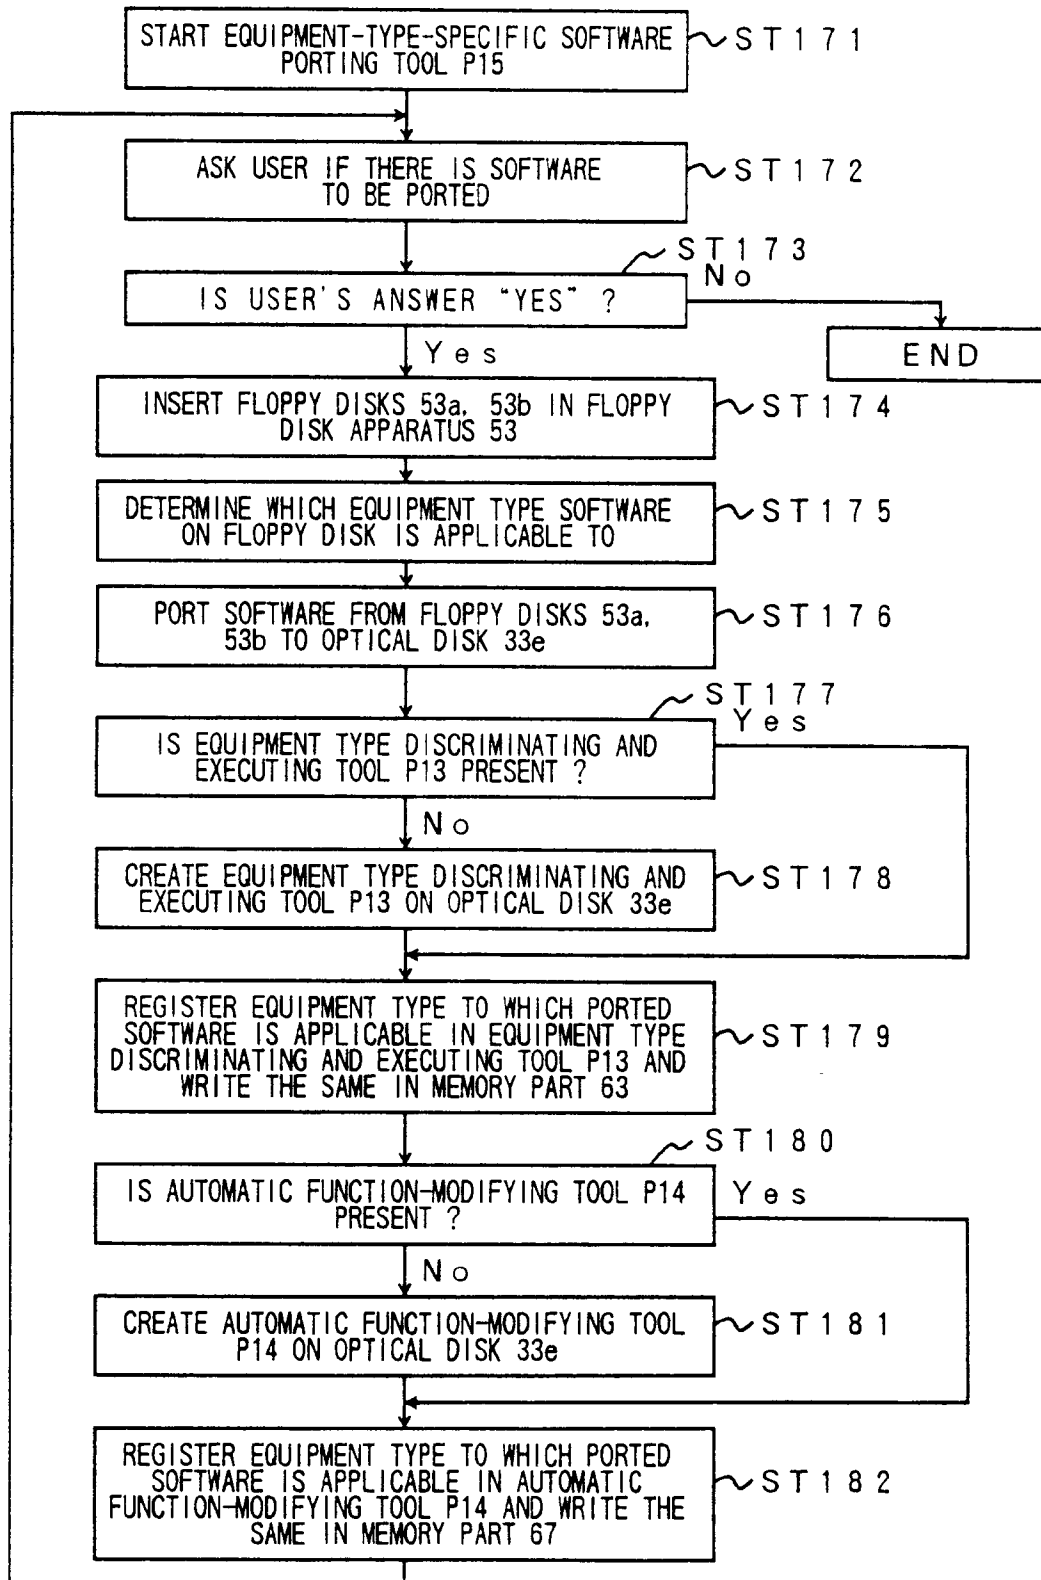 START EQUIPMENT-TYPE-SPECIFIC SOFTWARE
PORTING TOOL P15
ST171
ASK USER IF THERE IS SOFTWARE
TO BE PORTED
ST172
ST173
IS USER'S ANSWER "YES" ?
No
Yes
END
INSERT FLOPPY DISKS 53a, 53b IN FLOPPY
DISK APPARATUS 53
ST174
DETERMINE WHICH EQUIPMENT TYPE SOFTWARE
ON FLOPPY DISK IS APPLICABLE TO
ST175
PORT SOFTWARE FROM FLOPPY DISKS 53a,
53b TO OPTICAL DISK 33e
ST176
ST177
Yes
IS EQUIPMENT TYPE DISCRIMINATING AND
EXECUTING TOOL P13 PRESENT ?
No
CREATE EQUIPMENT TYPE DISCRIMINATING AND
EXECUTING TOOL P13 ON OPTICAL DISK 33e
ST178
REGISTER EQUIPMENT TYPE TO WHICH PORTED
SOFTWARE IS APPLICABLE IN EQUIPMENT TYPE
DISCRIMINATING AND EXECUTING TOOL P13 AND
WRITE THE SAME IN MEMORY PART 63
ST179
ST180
IS AUTOMATIC FUNCTION-MODIFYING TOOL P14
PRESENT ?
Yes
No
CREATE AUTOMATIC FUNCTION-MODIFYING TOOL
P14 ON OPTICAL DISK 33e
ST181
REGISTER EQUIPMENT TYPE TO WHICH PORTED
SOFTWARE IS APPLICABLE IN AUTOMATIC
FUNCTION-MODIFYING TOOL P14 AND WRITE THE
SAME IN MEMORY PART 67
ST182